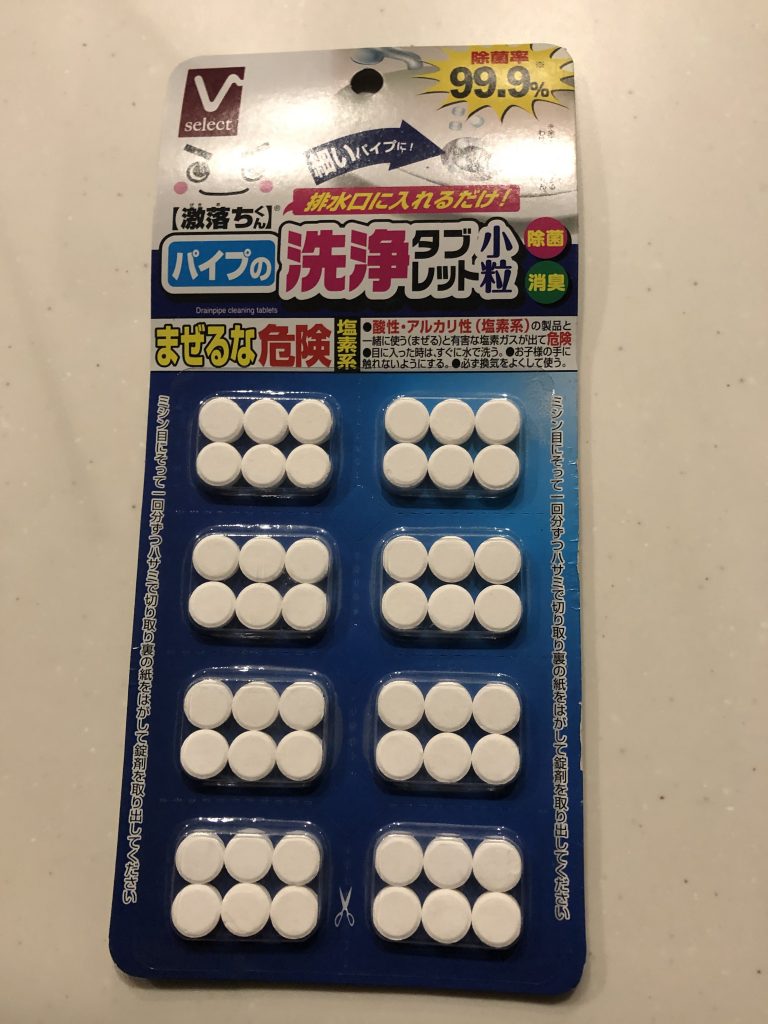 除菌率※
99.9%
V
select
細いパイプに!
排水口に入れるだけ!
【激落ちくん】®
パイプの
洗浄タブレット小粒
除菌
消臭
Drainpipe cleaning tablets
まぜるな危険
塩素系
●酸性・アルカリ性(塩素系)の製品と
一緒に使う(まぜる)と有害な塩素ガスが出て危険
●目に入った時は、すぐに水で洗う。●お子様の手に
触れないようにする。●必ず換気をよくして使う。
ミシン目にそって一回分ずつハサミで切り取り裏の紙をはがして錠剤を取り出してください
ミシン目にそって一回分ずつハサミで切り取り裏の紙をはがして錠剤を取り出してください